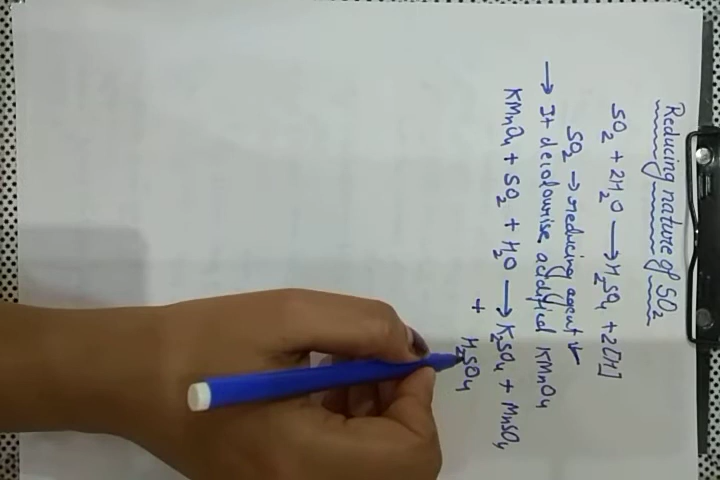 Reducing nature of SO₂
SO₂ + 2H₂O → H₂SO₄ + 2[H]
SO₂ → reducing agent
→ It decolourise acidified KMnO₄
KMnO₄ + SO₂ + H₂O → K₂SO₄ + MnSO₄
+ H₂SO₄